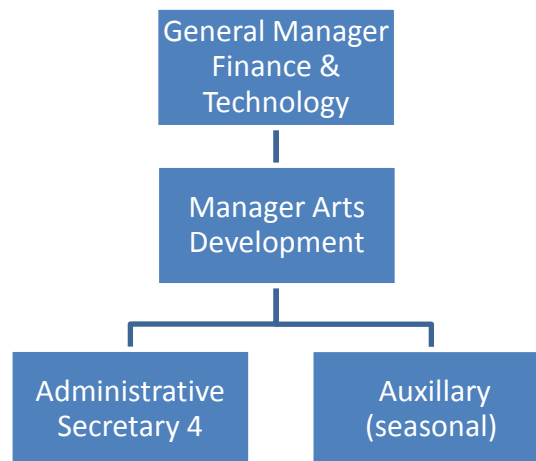 General Manager
Finance &
Technology
Manager Arts
Development
Administrative
Secretary 4
Auxillary
(seasonal)